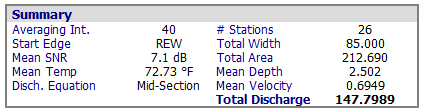 Summary
Averaging Int. 40 # Stations 26
Start Edge REW Total Width 85.000
Mean SNR 7.1 dB Total Area 212.690
Mean Temp 72.73 °F Mean Depth 2.502
Disch. Equation Mid-Section Mean Velocity 0.6949
Total Discharge 147.7989